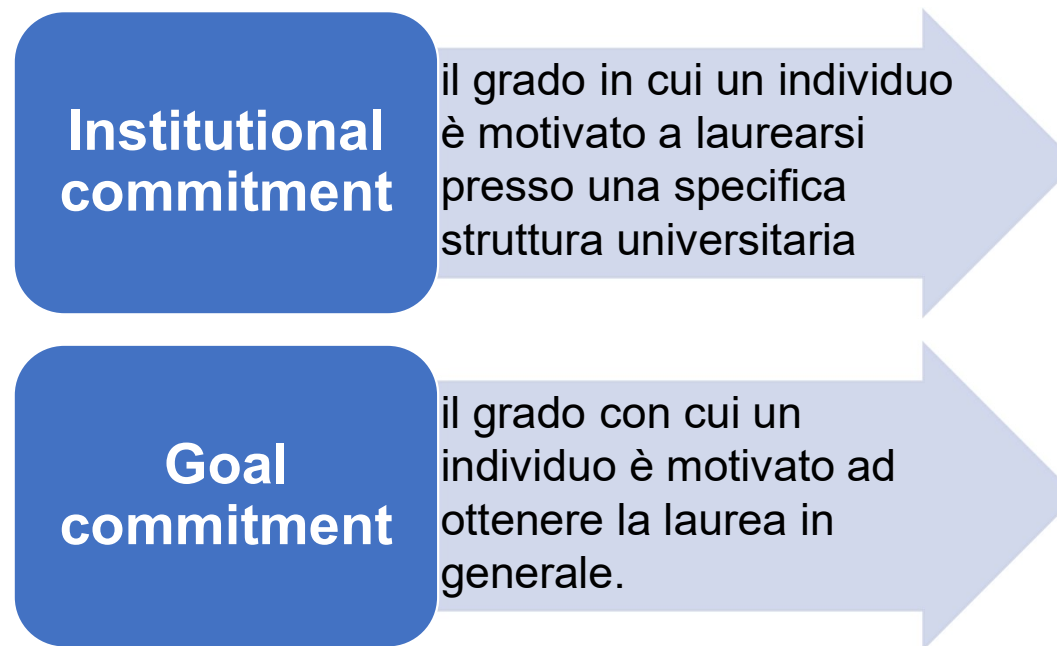 Institutional
commitment
il grado in cui un individuo
è motivato a laurearsi
presso una specifica
struttura universitaria
Goal
commitment
il grado con cui un
individuo è motivato ad
ottenere la laurea in
generale.